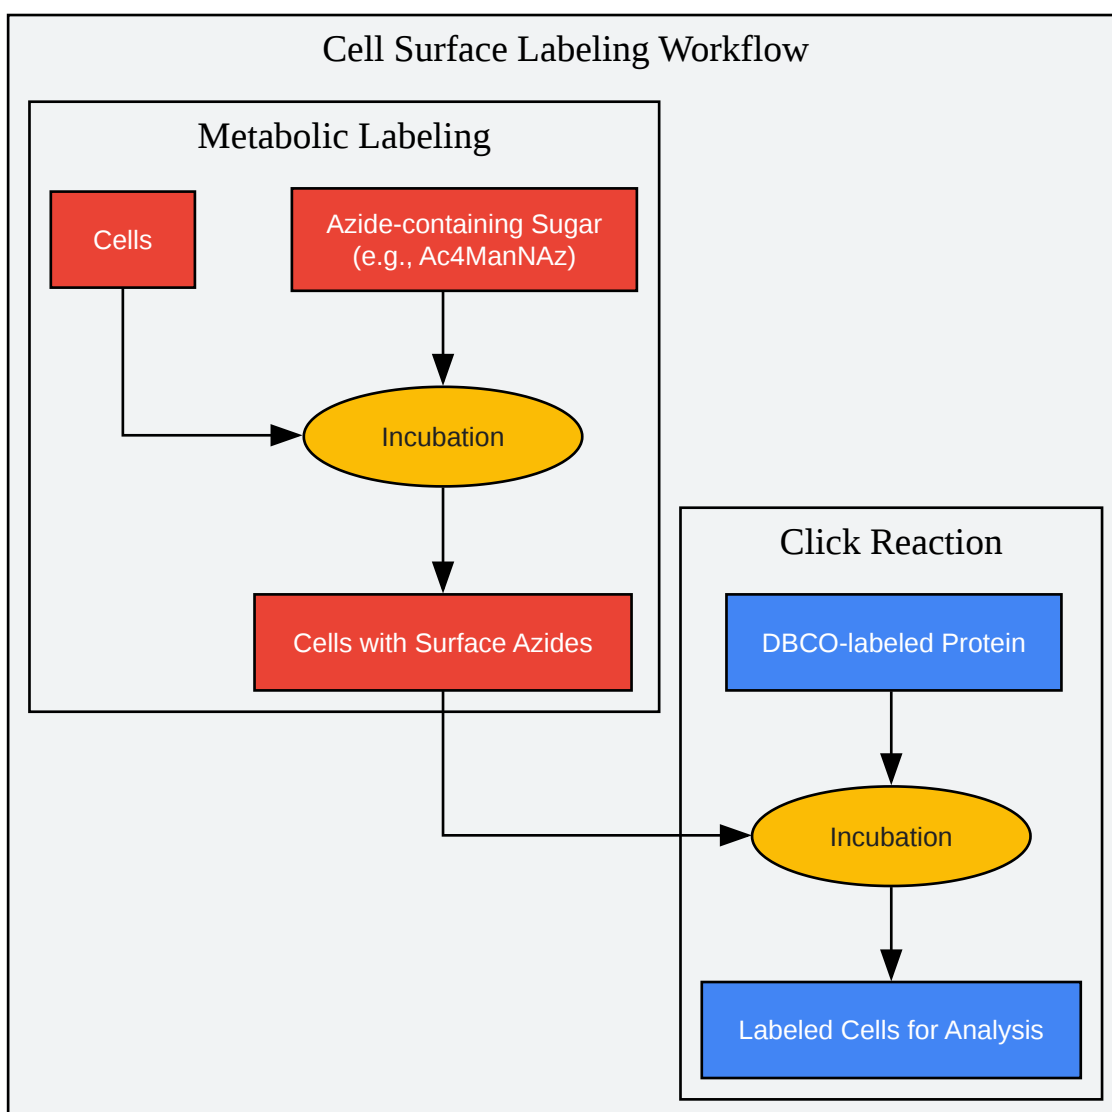 Cell Surface Labeling Workflow
Metabolic Labeling
Cells
Azide-containing Sugar
(e.g., Ac4ManNAz)
Incubation
Cells with Surface Azides
Click Reaction
DBCO-labeled Protein
Incubation
Labeled Cells for Analysis